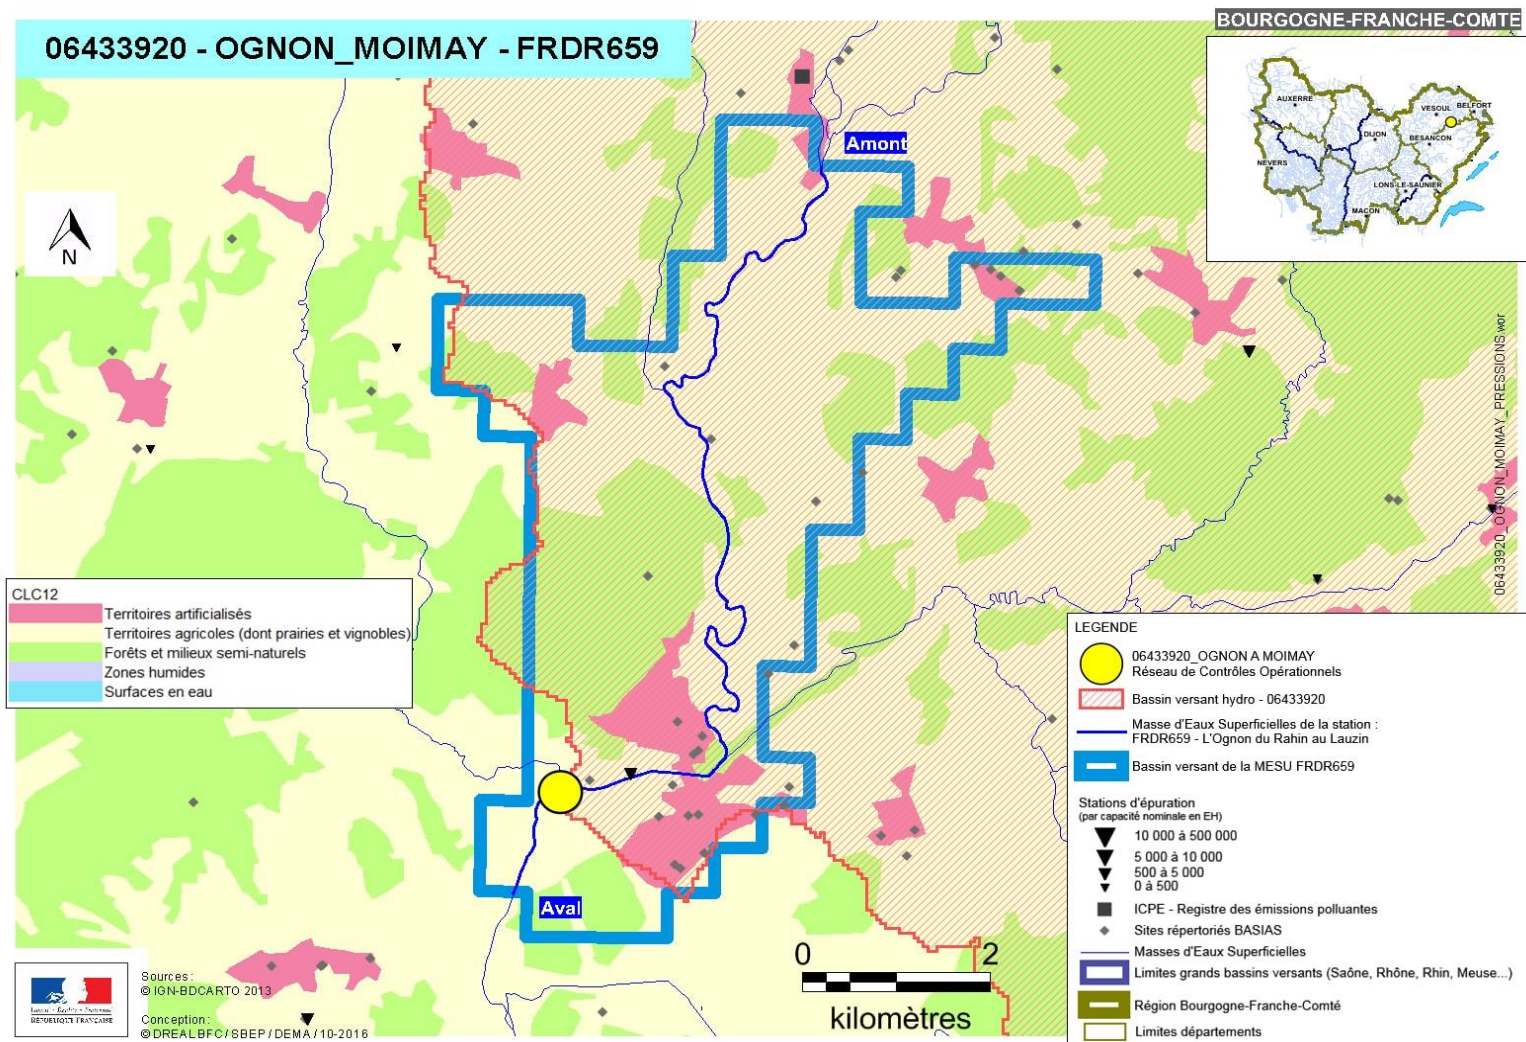 06433920 - OGNON_MOIMAY - FRDR659
BOURGOGNE-FRANCHE-COMTE
AUXERRE
VESOUL
BELFORT
DIJON
BESANCON
NEVERS
LONS-LE-SAUNIER
MACON
Amont
N
06433920_OGNON_MOIMAY_PRESSIONS.wor
CLC12
Territoires artificialisés
Territoires agricoles (dont prairies et vignobles)
Forêts et milieux semi-naturels
Zones humides
Surfaces en eau
LEGENDE
06433920_OGNON A MOIMAY
Réseau de Contrôles Opérationnels
Bassin versant hydro - 06433920
Masse d'Eaux Superficielles de la station :
FRDR659 - L'Ognon du Rahin au Lauzin
Bassin versant de la MESU FRDR659
Stations d'épuration
(par capacité nominale en EH)
10 000 à 500 000
5 000 à 10 000
500 à 5 000
0 à 500
ICPE - Registre des émissions polluantes
Sites répertoriés BASIAS
Masses d'Eaux Superficielles
Limites grands bassins versants (Saône, Rhône, Rhin, Meuse...)
Région Bourgogne-Franche-Comté
Limites départements
Aval
0 2
kilomètres
Liberté • Égalité • Fraternité
RÉPUBLIQUE FRANÇAISE
Sources :
© IGN-BDCARTO 2013
Conception :
© DREAL BFC / SBEP / DEMA / 10-2016